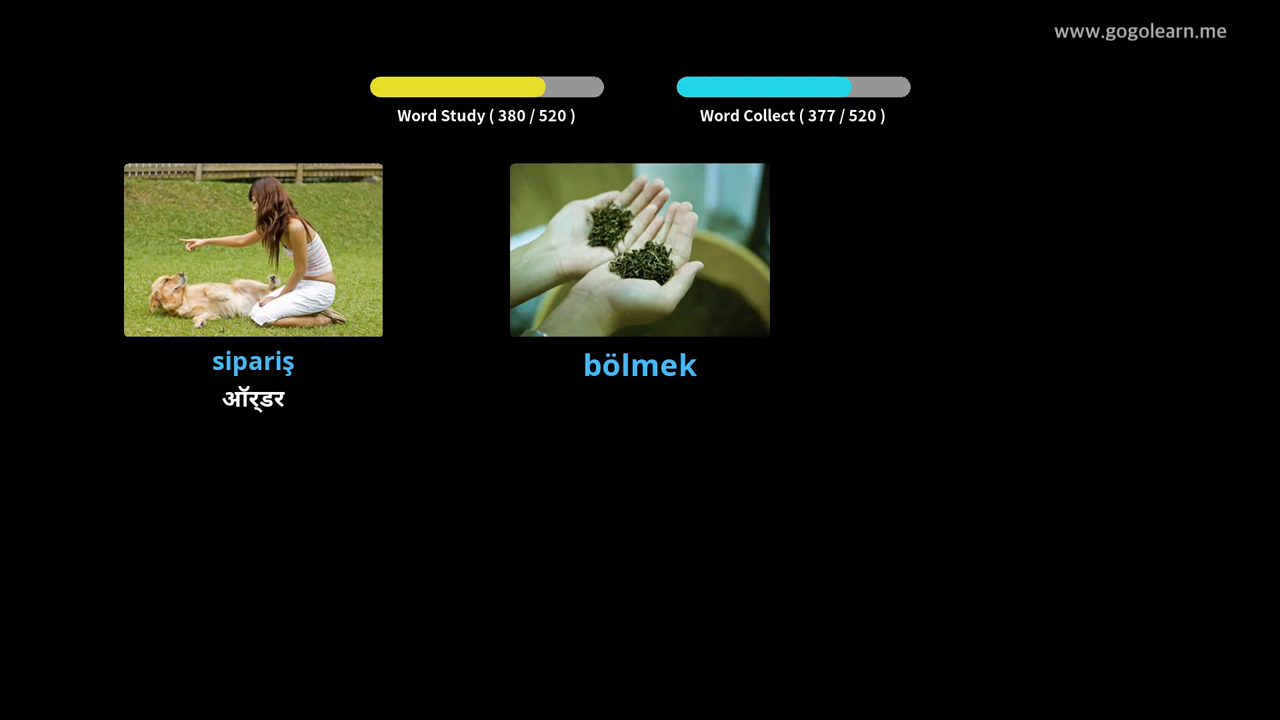 www.gogolearn.me
Word Study ( 380 / 520 )
Word Collect ( 377 / 520 )
sipariş
ऑर्डर
bölmek